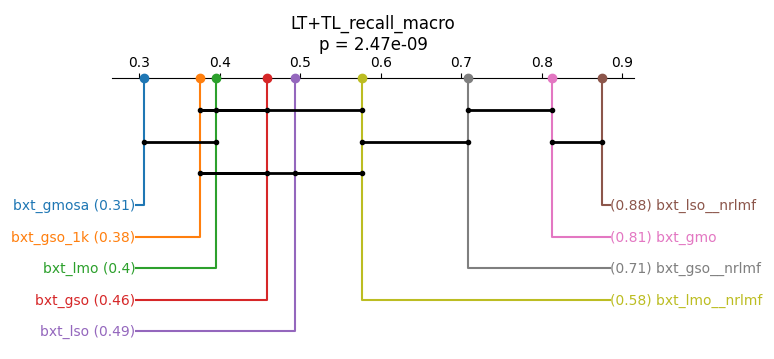 LT+TL_recall_macro
p = 2.47e-09
0.3 0.4 0.5 0.6 0.7 0.8 0.9
bxt_gmosa (0.31) (0.88) bxt_lso__nrlmf
bxt_gso_1k (0.38) (0.81) bxt_gmo
bxt_lmo (0.4) (0.71) bxt_gso__nrlmf
bxt_gso (0.46) (0.58) bxt_lmo__nrlmf
bxt_lso (0.49)